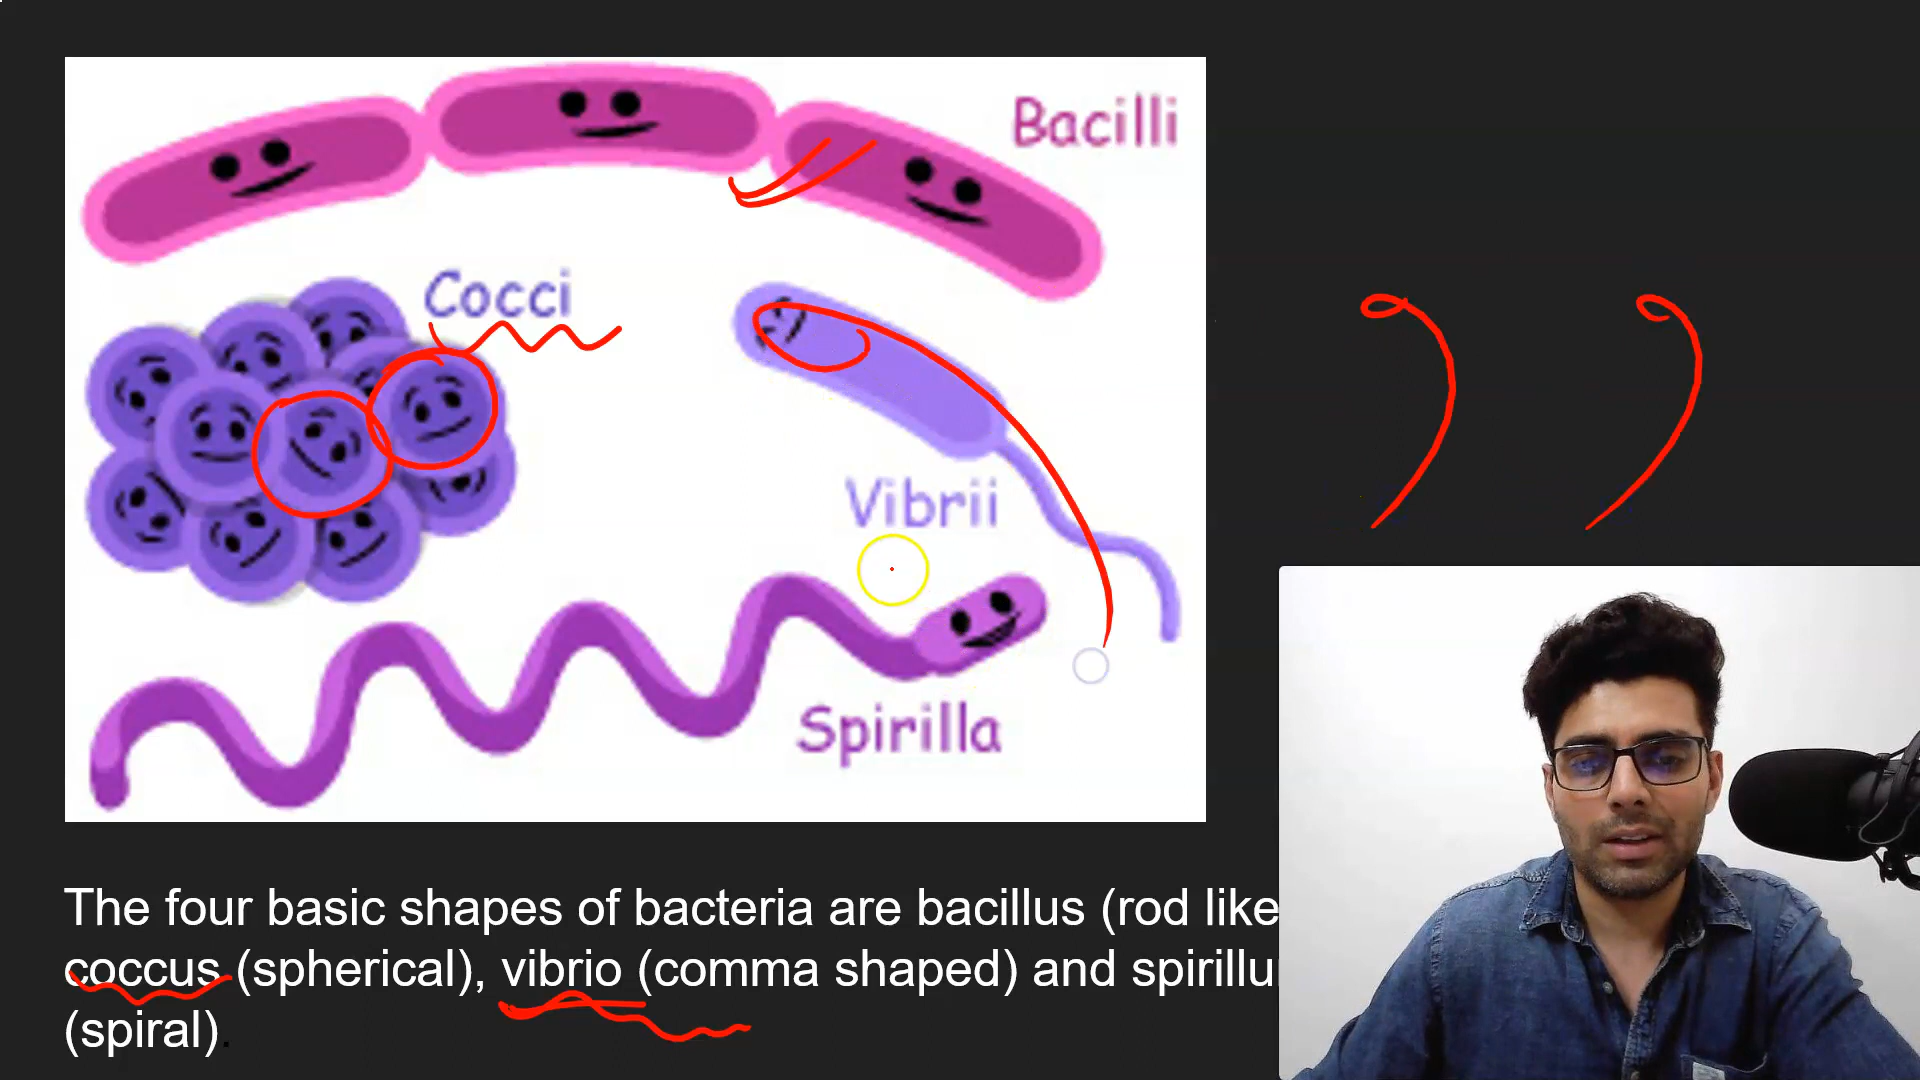 Bacilli
Cocci
Vibrii
Spirilla
The four basic shapes of bacteria are bacillus (rod like
coccus (spherical), vibrio (comma shaped) and
(spiral).